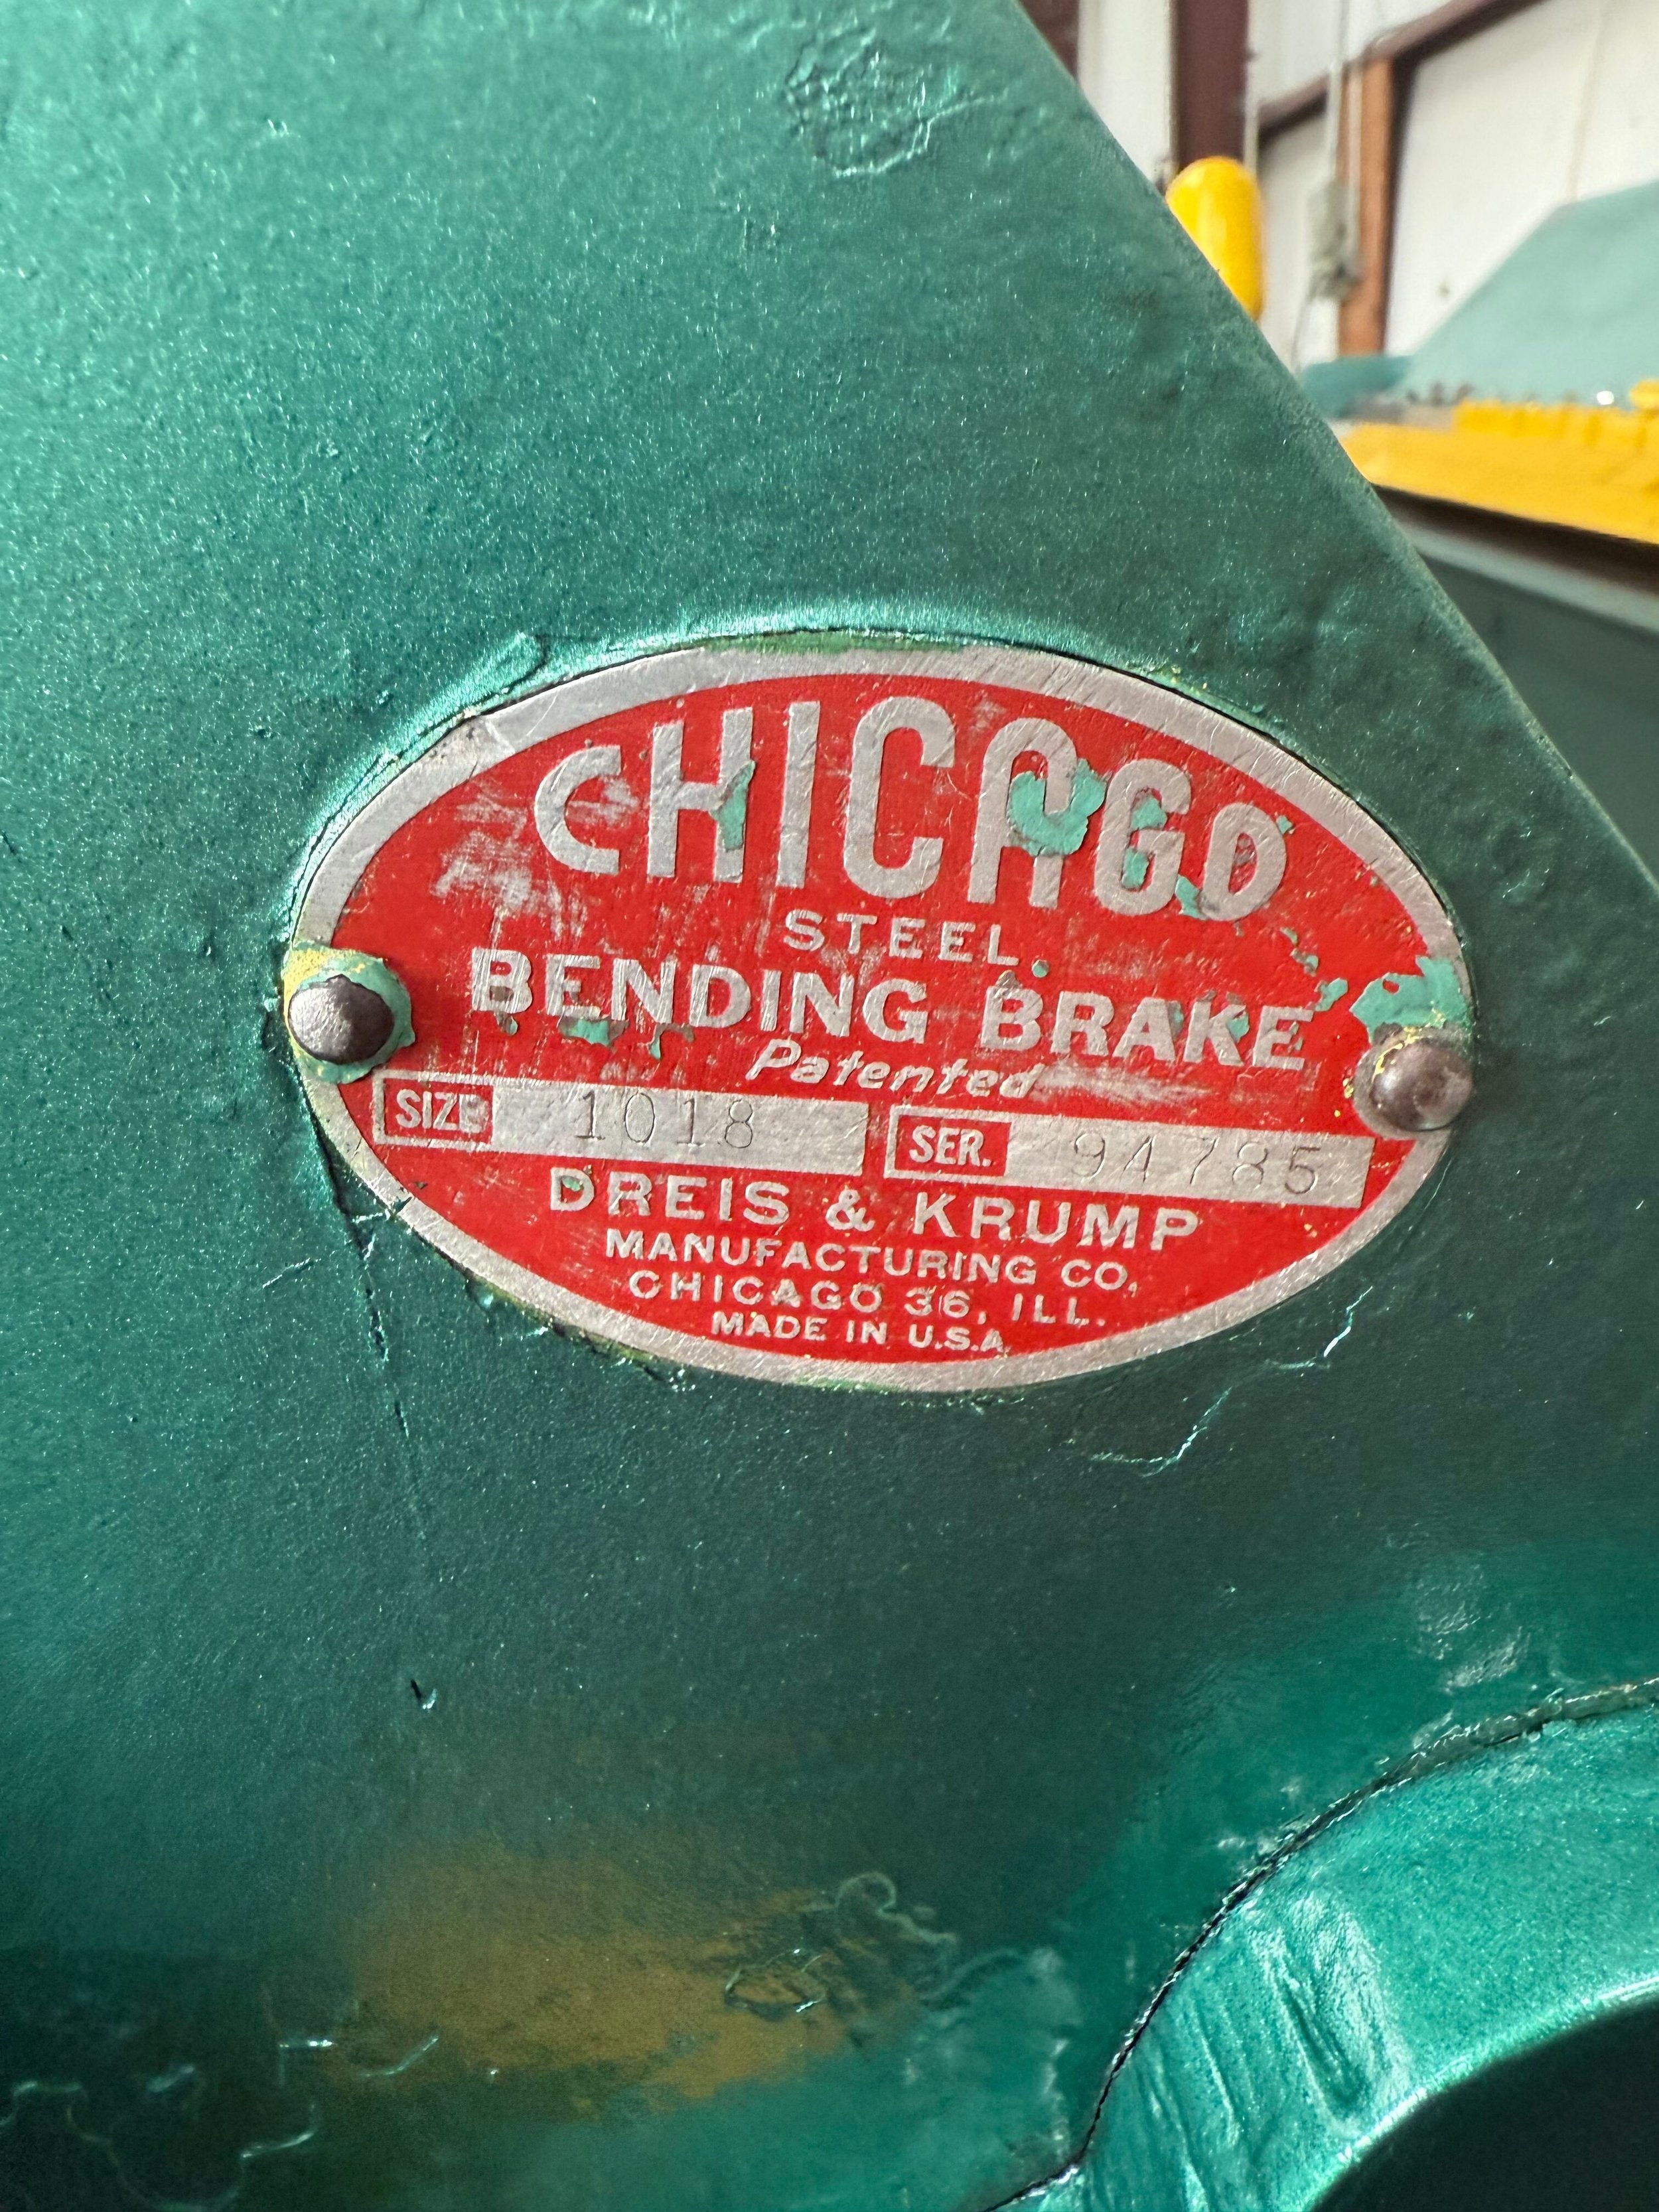 CHICAGO
STEEL
BENDING BRAKE
Patented
SIZE 1018 SER. 94785
DREIS & KRUMP
MANUFACTURING CO.
CHICAGO 36, ILL.
MADE IN U.S.A.